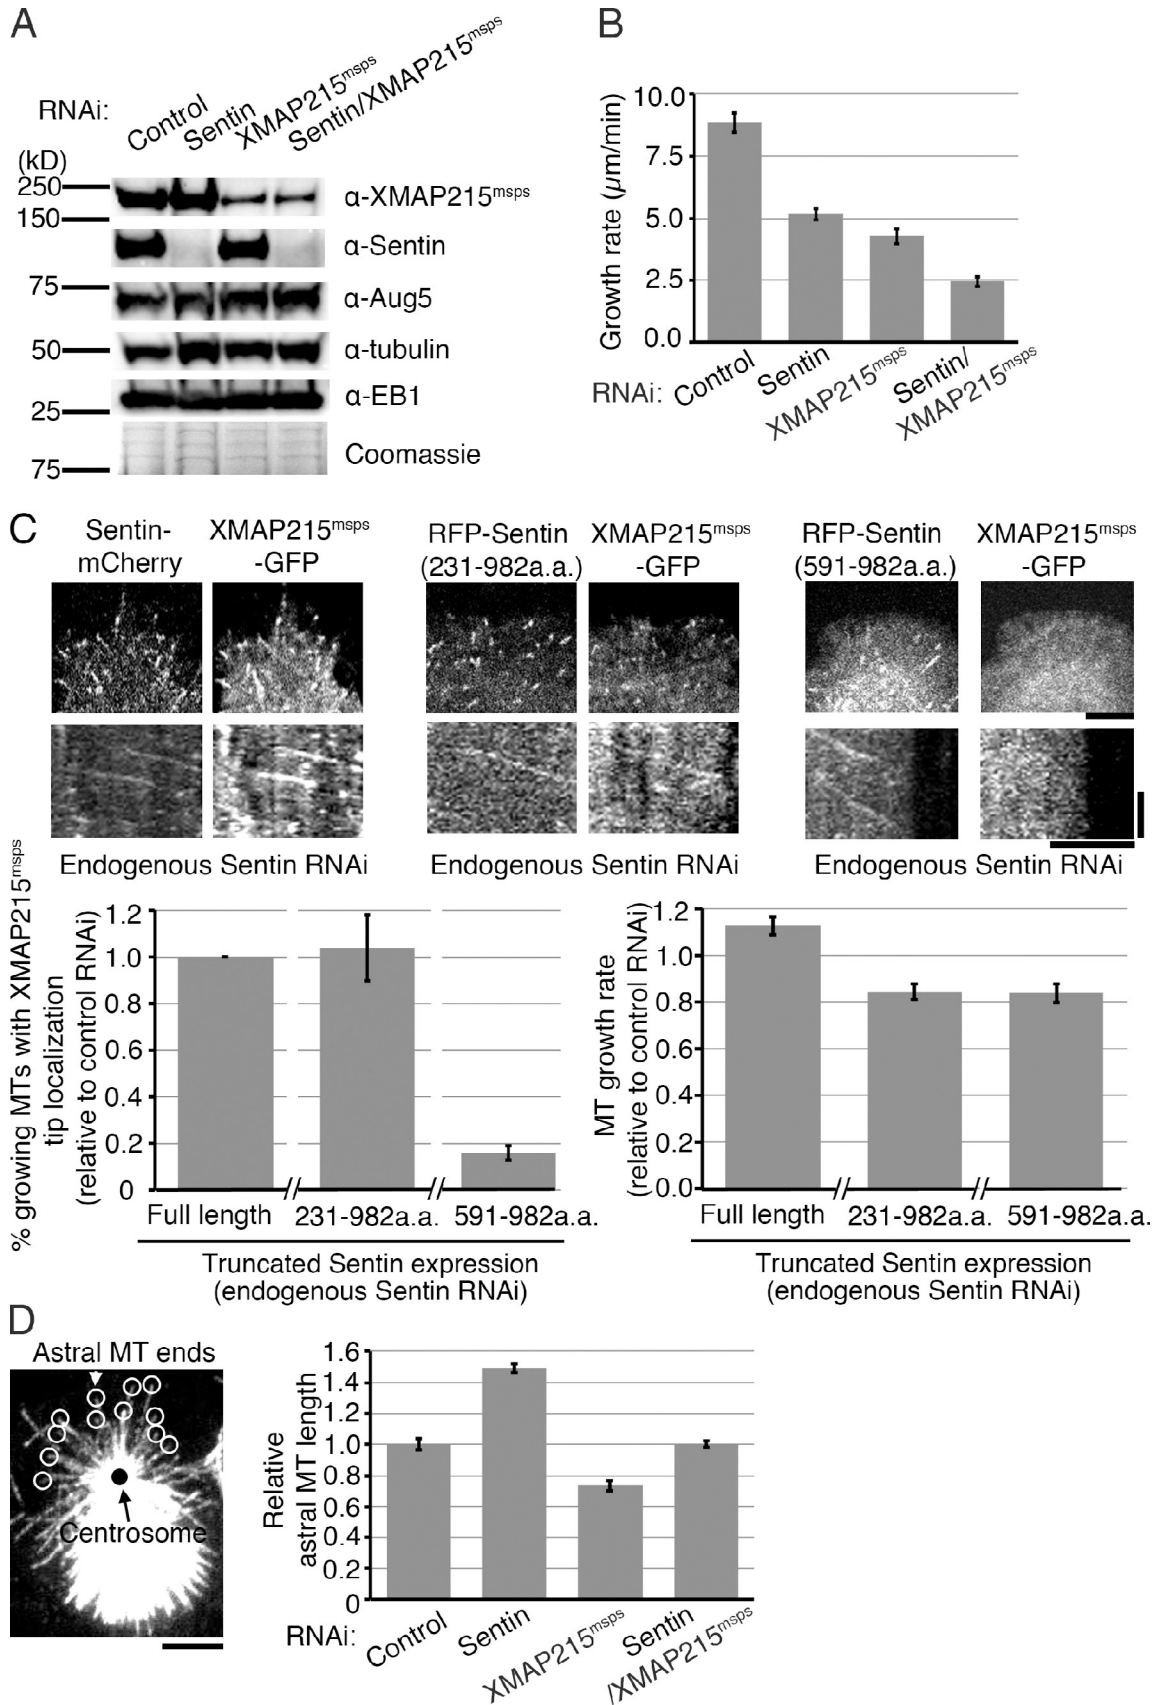 A
RNAi:
Control
Sentin
XMAP215msps
Sentin/XMAP215msps
(kD)
250
150
75
50
25
75
α-XMAP215msps
α-Sentin
α-Aug5
α-tubulin
α-EB1
Coomassie
B
Growth rate (µm/min)
10.0
7.5
5.0
2.5
0.0
RNAi:
Control
Sentin
XMAP215msps
Sentin/
XMAP215msps
C
Sentin-
mCherry
XMAP215msps
-GFP
RFP-Sentin
(231-982a.a.)
XMAP215msps
-GFP
RFP-Sentin
(591-982a.a.)
XMAP215msps
-GFP
Endogenous Sentin RNAi
Endogenous Sentin RNAi
Endogenous Sentin RNAi
% growing MTs with XMAP215msps
tip localization
(relative to control RNAi)
1.2
1.0
0.8
0.6
0.4
0.2
0
Full length
231-982a.a.
591-982a.a.
Truncated Sentin expression
(endogenous Sentin RNAi)
MT growth rate
(relative to control RNAi)
1.2
1.0
0.8
0.6
0.4
0.2
0.0
Full length
231-982a.a.
591-982a.a.
Truncated Sentin expression
(endogenous Sentin RNAi)
D
Astral MT ends
Centrosome
Relative
astral MT length
1.6
1.4
1.2
1.0
0.8
0.6
0.4
0.2
0
RNAi:
Control
Sentin
XMAP215msps
Sentin
/XMAP215msps